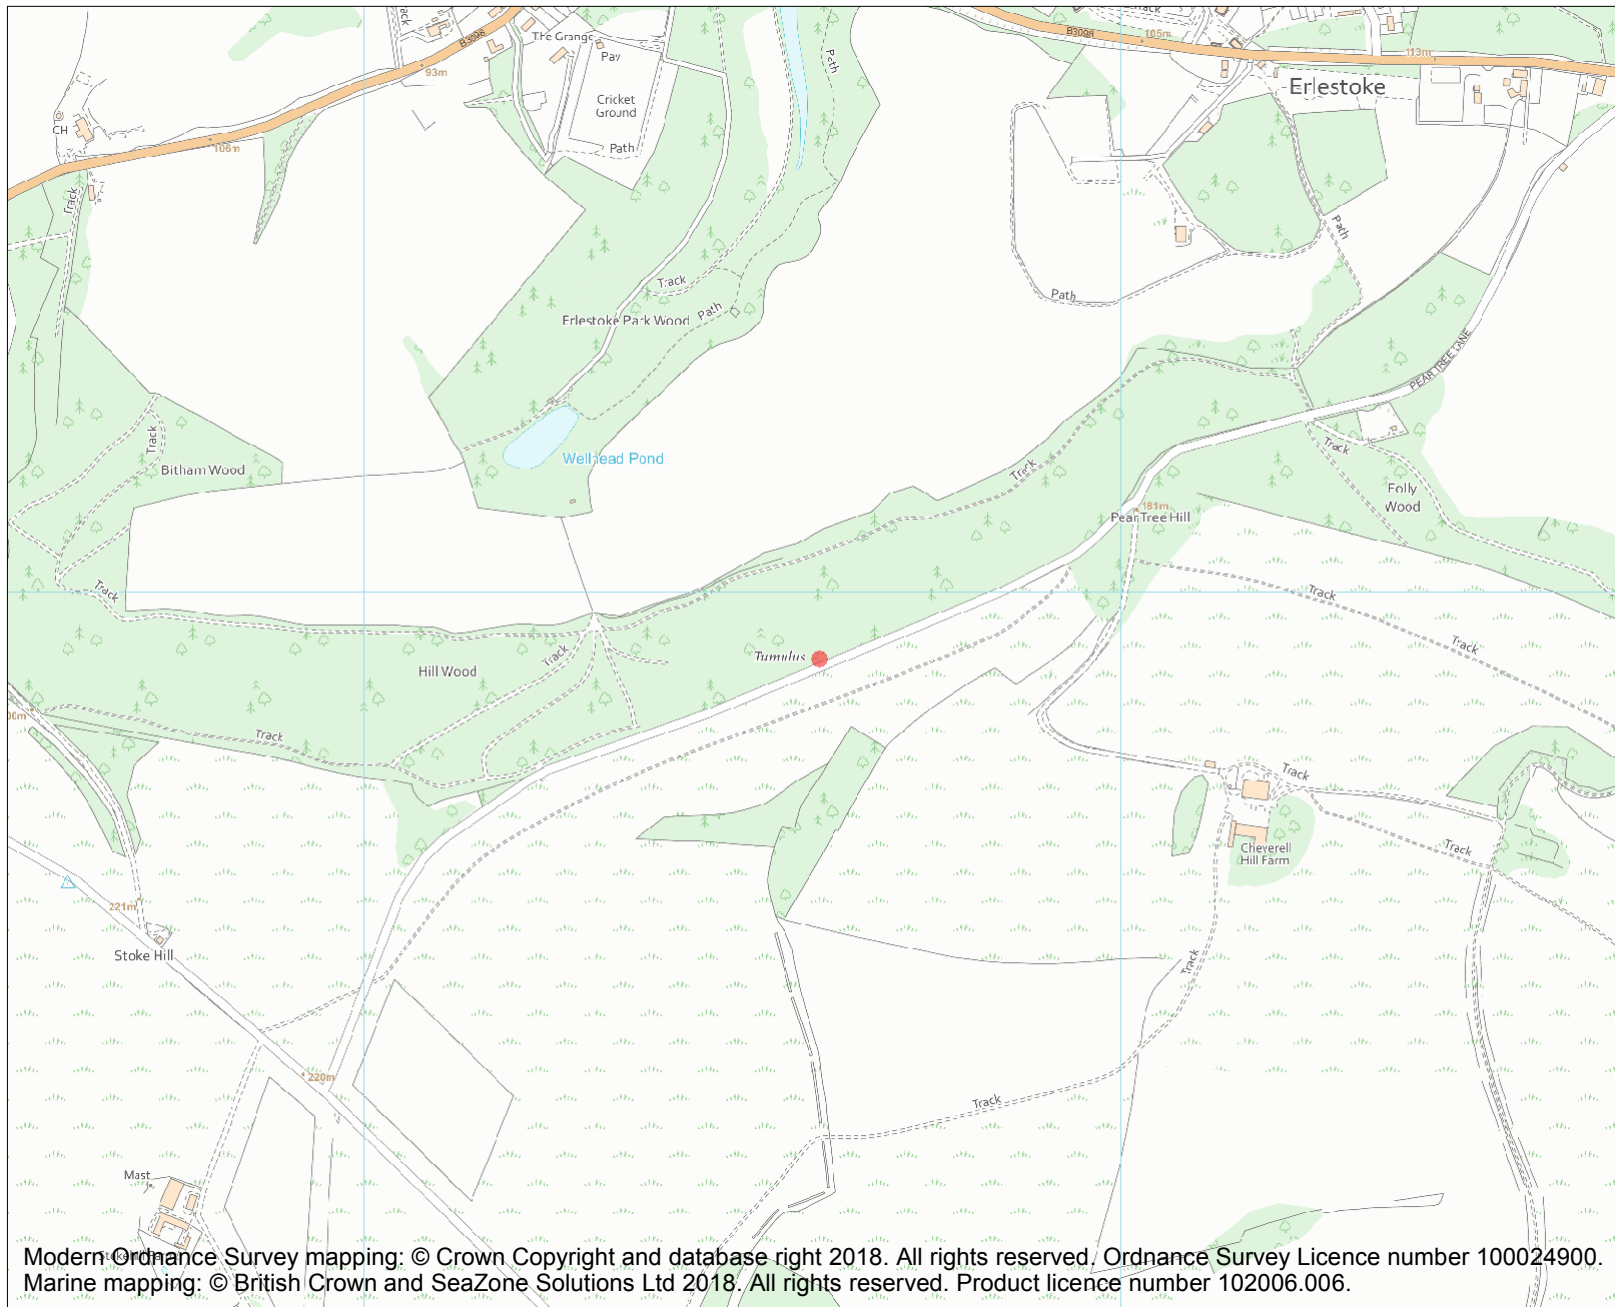 Track
B3098
The Grange
Pav
93m
Path
Track
B3098
105m
113m
Erlestoke
Cricket
Ground
CH
Path
106m
Track
Path
Track
Path
Path
Erlestoke Park Wood
PEAR TREE LANE
Track
Bitham Wood
Wellhead Pond
Track
Track
Folly
Wood
181m
Pear Tree Hill
Track
Track
Track
Tumulus
Track
Hill Wood
00m
Track
Track
Cheverell
Hill Farm
Track
221m
Stoke Hill
Track
220m
Track
Mast
Modern Ordnance Survey mapping: © Crown Copyright and database right 2018. All rights reserved. Ordnance Survey Licence number 100024900.
Marine mapping: © British Crown and SeaZone Solutions Ltd 2018. All rights reserved. Product licence number 102006.006.